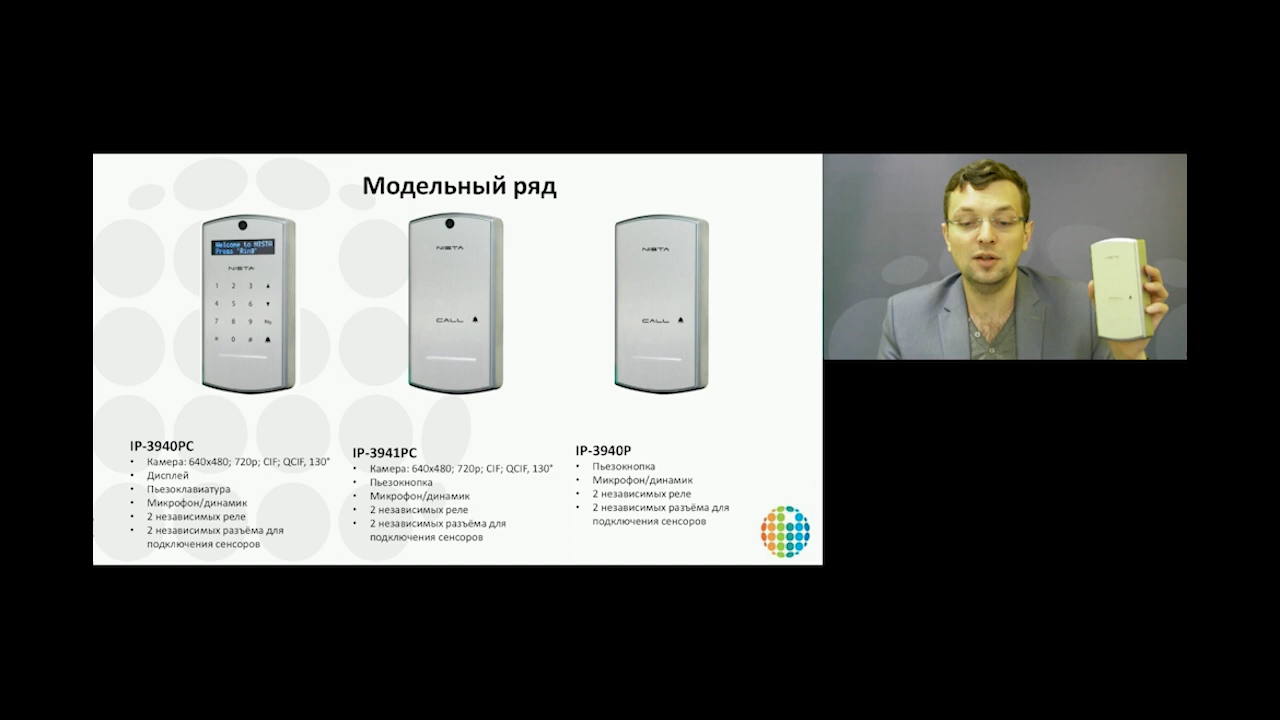 Модельный ряд
Welcome to NISTA
Press "Ring"
NISTA
1 2 3 ▲
4 5 6 ▼
7 8 9
* 0 #
NISTA
CALL
NISTA
CALL
NISTA
IP-3940PC
• Камера: 640x480; 720p; CIF; QCIF, 130°
• Дисплей
• Пьезоклавиатура
• Микрофон/динамик
• 2 независимых реле
• 2 независимых разъёма для
подключения сенсоров
IP-3941PC
• Камера: 640x480; 720p; CIF; QCIF, 130°
• Пьезокнопка
• Микрофон/динамик
• 2 независимых реле
• 2 независимых разъёма для
подключения сенсоров
IP-3940P
• Пьезокнопка
• Микрофон/динамик
• 2 независимых реле
• 2 независимых разъёма для
подключения сенсоров